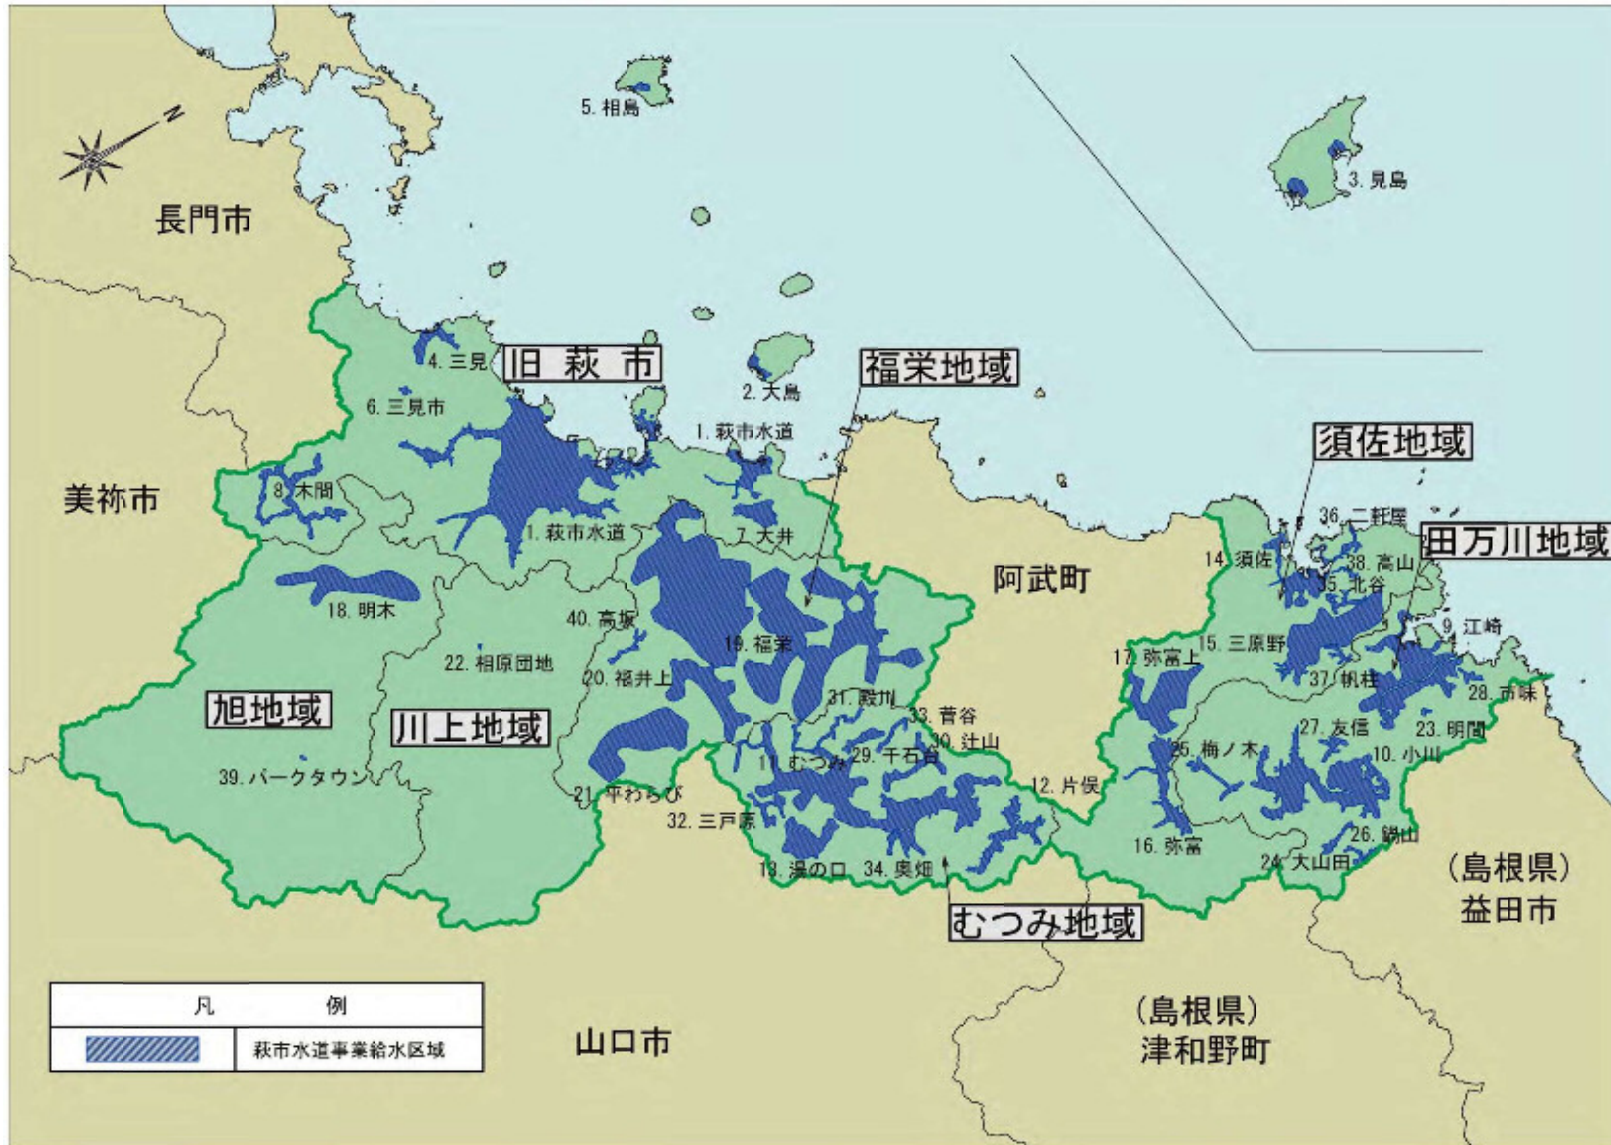 5. 相島
3. 見島
N
長門市
4. 三見
旧 萩 市
福栄地域
2. 大島
6. 三見市
1. 萩市水道
須佐地域
36. 二軒屋
田万川地域
美祢市
8. 木間
1. 萩市水道
7. 大井
14. 須佐
38. 高山
35. 北谷
阿武町
18. 明木
40. 高坂
9. 江崎
22. 相原団地
19. 福栄
15. 三原野
17. 弥富上
20. 福井上
37. 帆柱
31. 殿川
28. 市味
旭地域
川上地域
33. 菅谷
23. 明間
30. 辻山
27. 友信
25. 梅ノ木
29. 千石台
10. 小川
11. むつみ
39. パークタウン
12. 片俣
21. 平わらび
32. 三戸原
26. 鍋山
16. 弥富
13. 湯の口
34. 奥畑
24. 大山田
(島根県)
益田市
むつみ地域
凡 例
萩市水道事業給水区域
山口市
(島根県)
津和野町